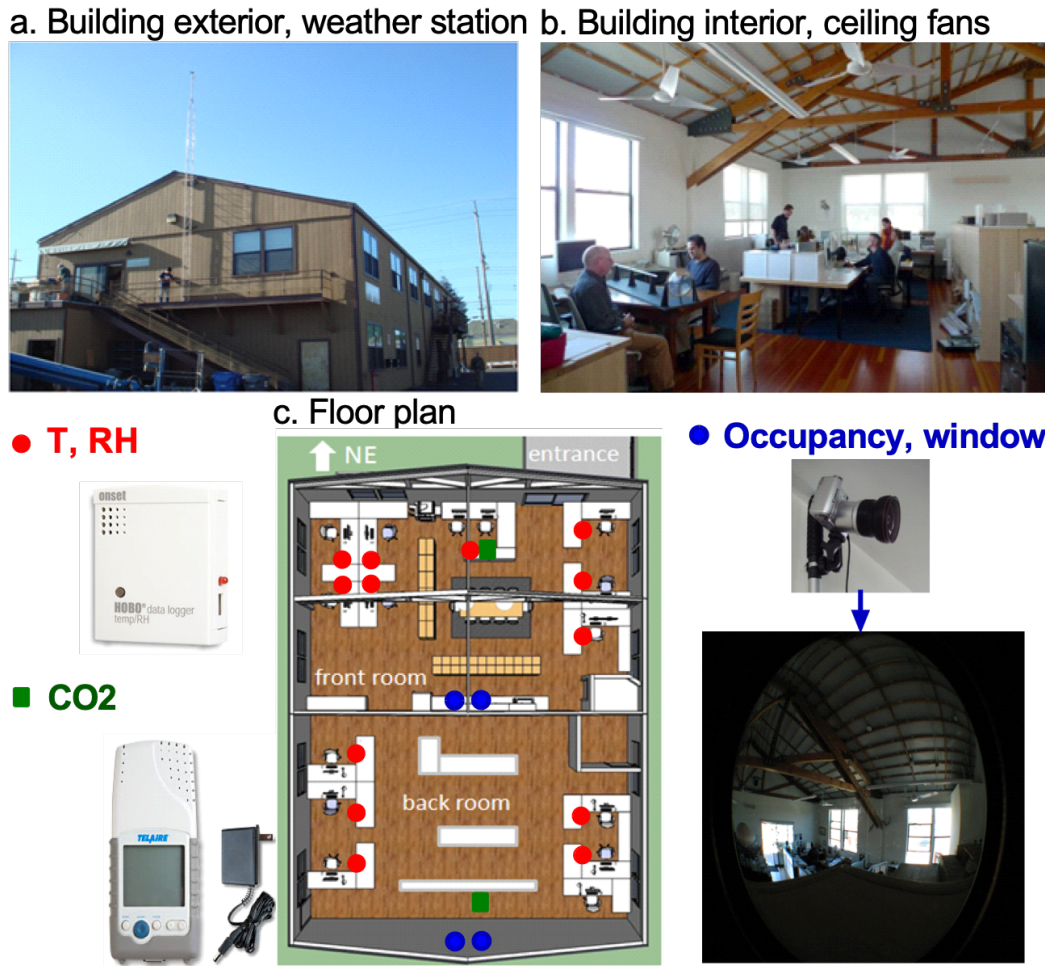 a. Building exterior, weather station
b. Building interior, ceiling fans
T, RH
c. Floor plan
Occupancy, window
NE
entrance
onset
HOBO® data logger
temp/RH
front room
CO2
back room
TELAIRE